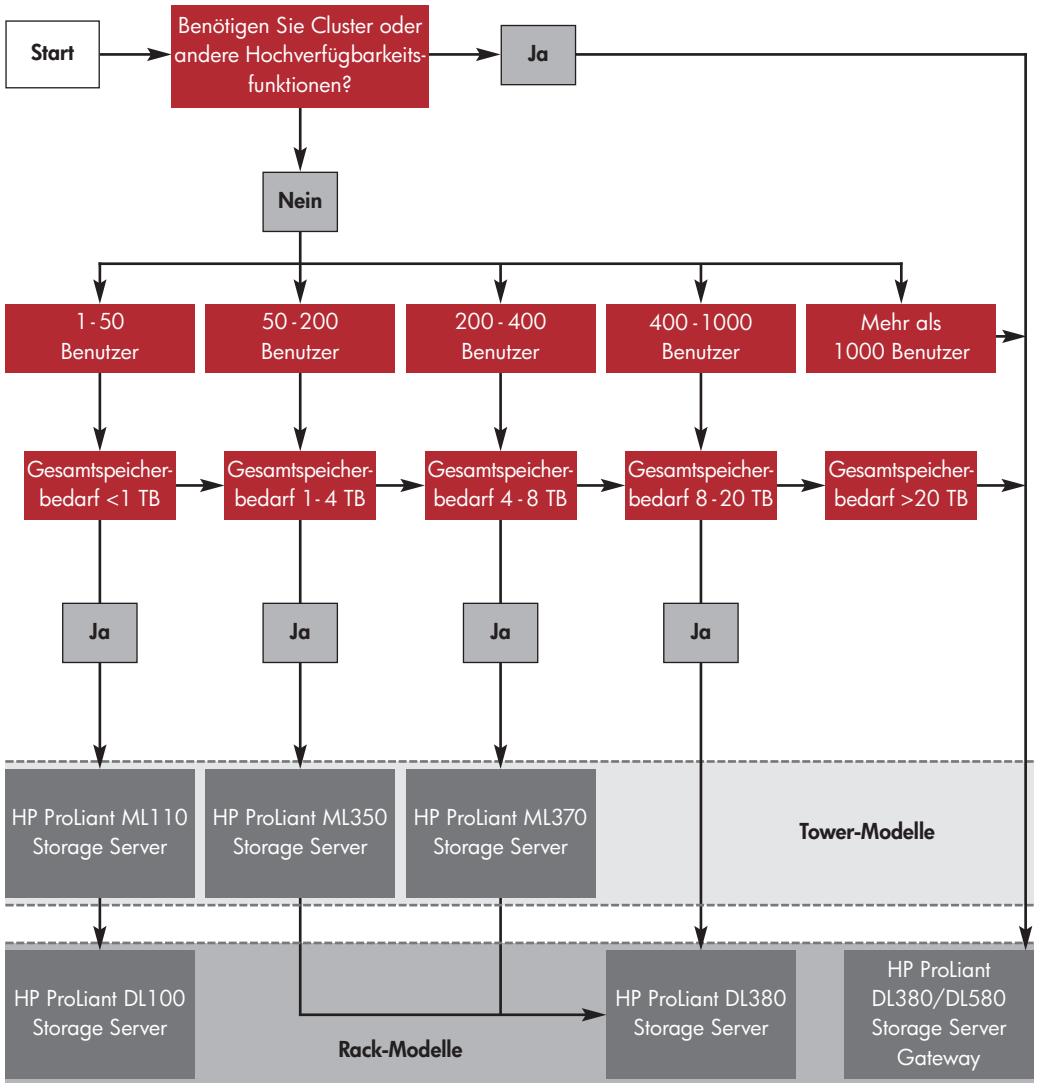 Start
Benötigen Sie Cluster oder
andere Hochverfügbarkeits-
funktionen?
Ja
Nein
1 - 50
Benutzer
50 - 200
Benutzer
200 - 400
Benutzer
400 - 1000
Benutzer
Mehr als
1000 Benutzer
Gesamtspeicher-
bedarf <1 TB
Gesamtspeicher-
bedarf 1 - 4 TB
Gesamtspeicher-
bedarf 4 - 8 TB
Gesamtspeicher-
bedarf 8 - 20 TB
Gesamtspeicher-
bedarf >20 TB
Ja
Ja
Ja
Ja
HP ProLiant ML110
Storage Server
HP ProLiant ML350
Storage Server
HP ProLiant ML370
Storage Server
Tower-Modelle
HP ProLiant DL100
Storage Server
Rack-Modelle
HP ProLiant DL380
Storage Server
HP ProLiant
DL380/DL580
Storage Server
Gateway